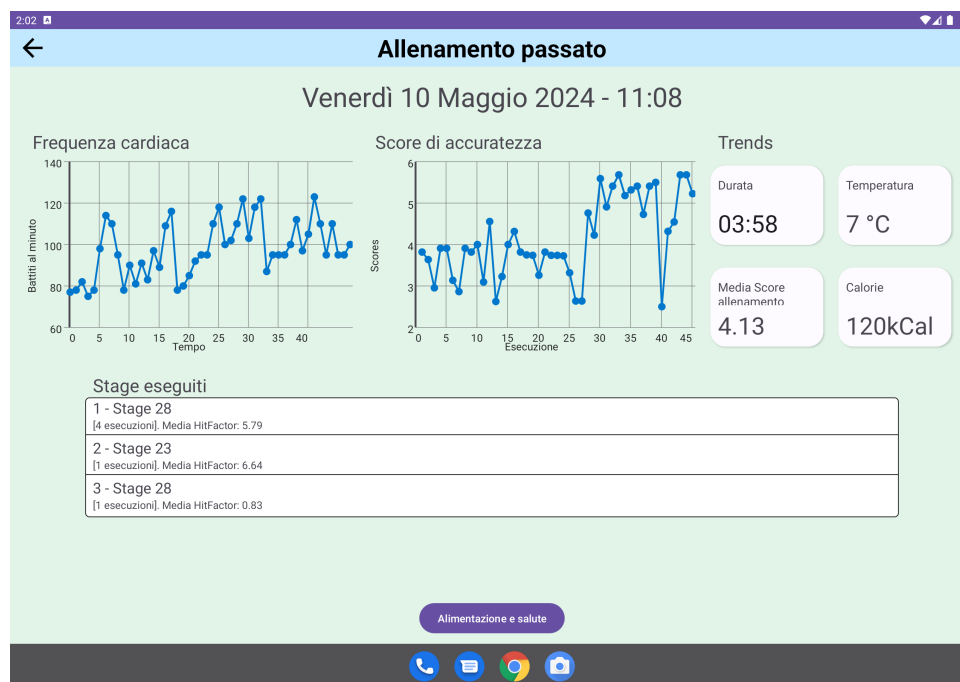 2:02
Allenamento passato
Venerdì 10 Maggio 2024 - 11:08
Frequenza cardiaca
140
120
100
80
60
Battiti al minuto
0 5 10 15 20 25 30 35 40
Tempo
Score di accuratezza
6
5
4
3
2
Scores
0 5 10 15 20 25 30 35 40 45
Esecuzione
Trends
Durata
03:58
Temperatura
7 °C
Media Score
allenamento
4.13
Calorie
120kCal
Stage eseguiti
1 - Stage 28
[4 esecuzioni]. Media HitFactor: 5.79
2 - Stage 23
[1 esecuzioni]. Media HitFactor: 6.64
3 - Stage 28
[1 esecuzioni]. Media HitFactor: 0.83
Alimentazione e salute